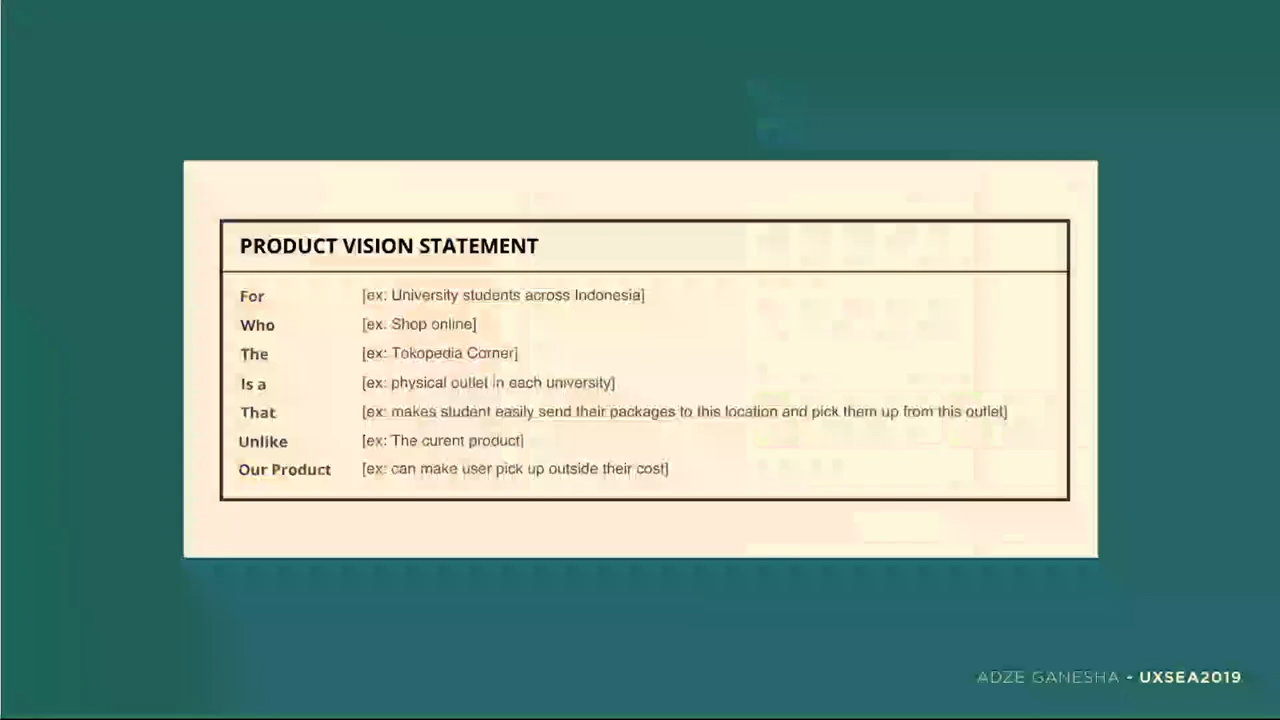 PRODUCT VISION STATEMENT
For [ex: University students across Indonesia]
Who [ex: Shop online]
The [ex: Tokopedia Corner]
Is a [ex: physical outlet in each university]
That [ex: makes student easily send their packages to this location and pick them up from this outlet]
Unlike [ex: The curent product]
Our Product [ex: can make user pick up outside their cost]
ADZE GANESHA - UXSEA2019